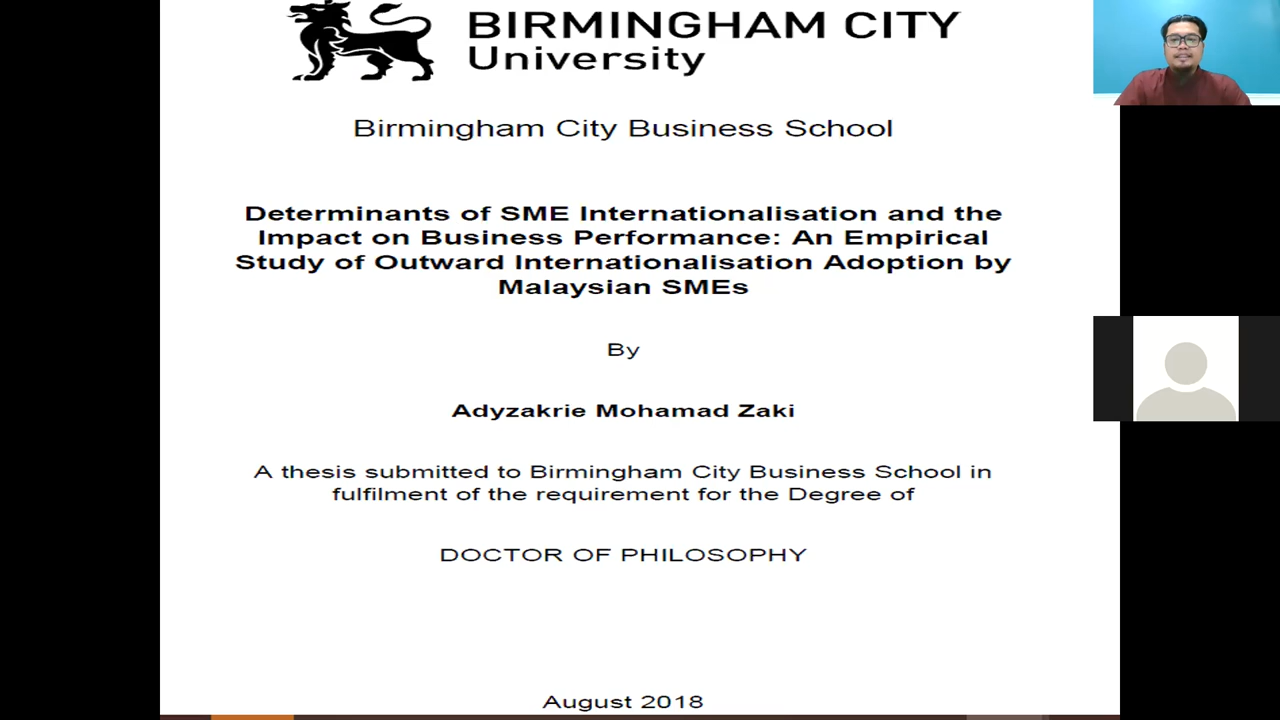 BIRMINGHAM CITY
University
Birmingham City Business School
Determinants of SME Internationalisation and the
Impact on Business Performance: An Empirical
Study of Outward Internationalisation Adoption by
Malaysian SMEs
By
Adyzakrie Mohamad Zaki
A thesis submitted to Birmingham City Business School in
fulfilment of the requirement for the Degree of
DOCTOR OF PHILOSOPHY
August 2018